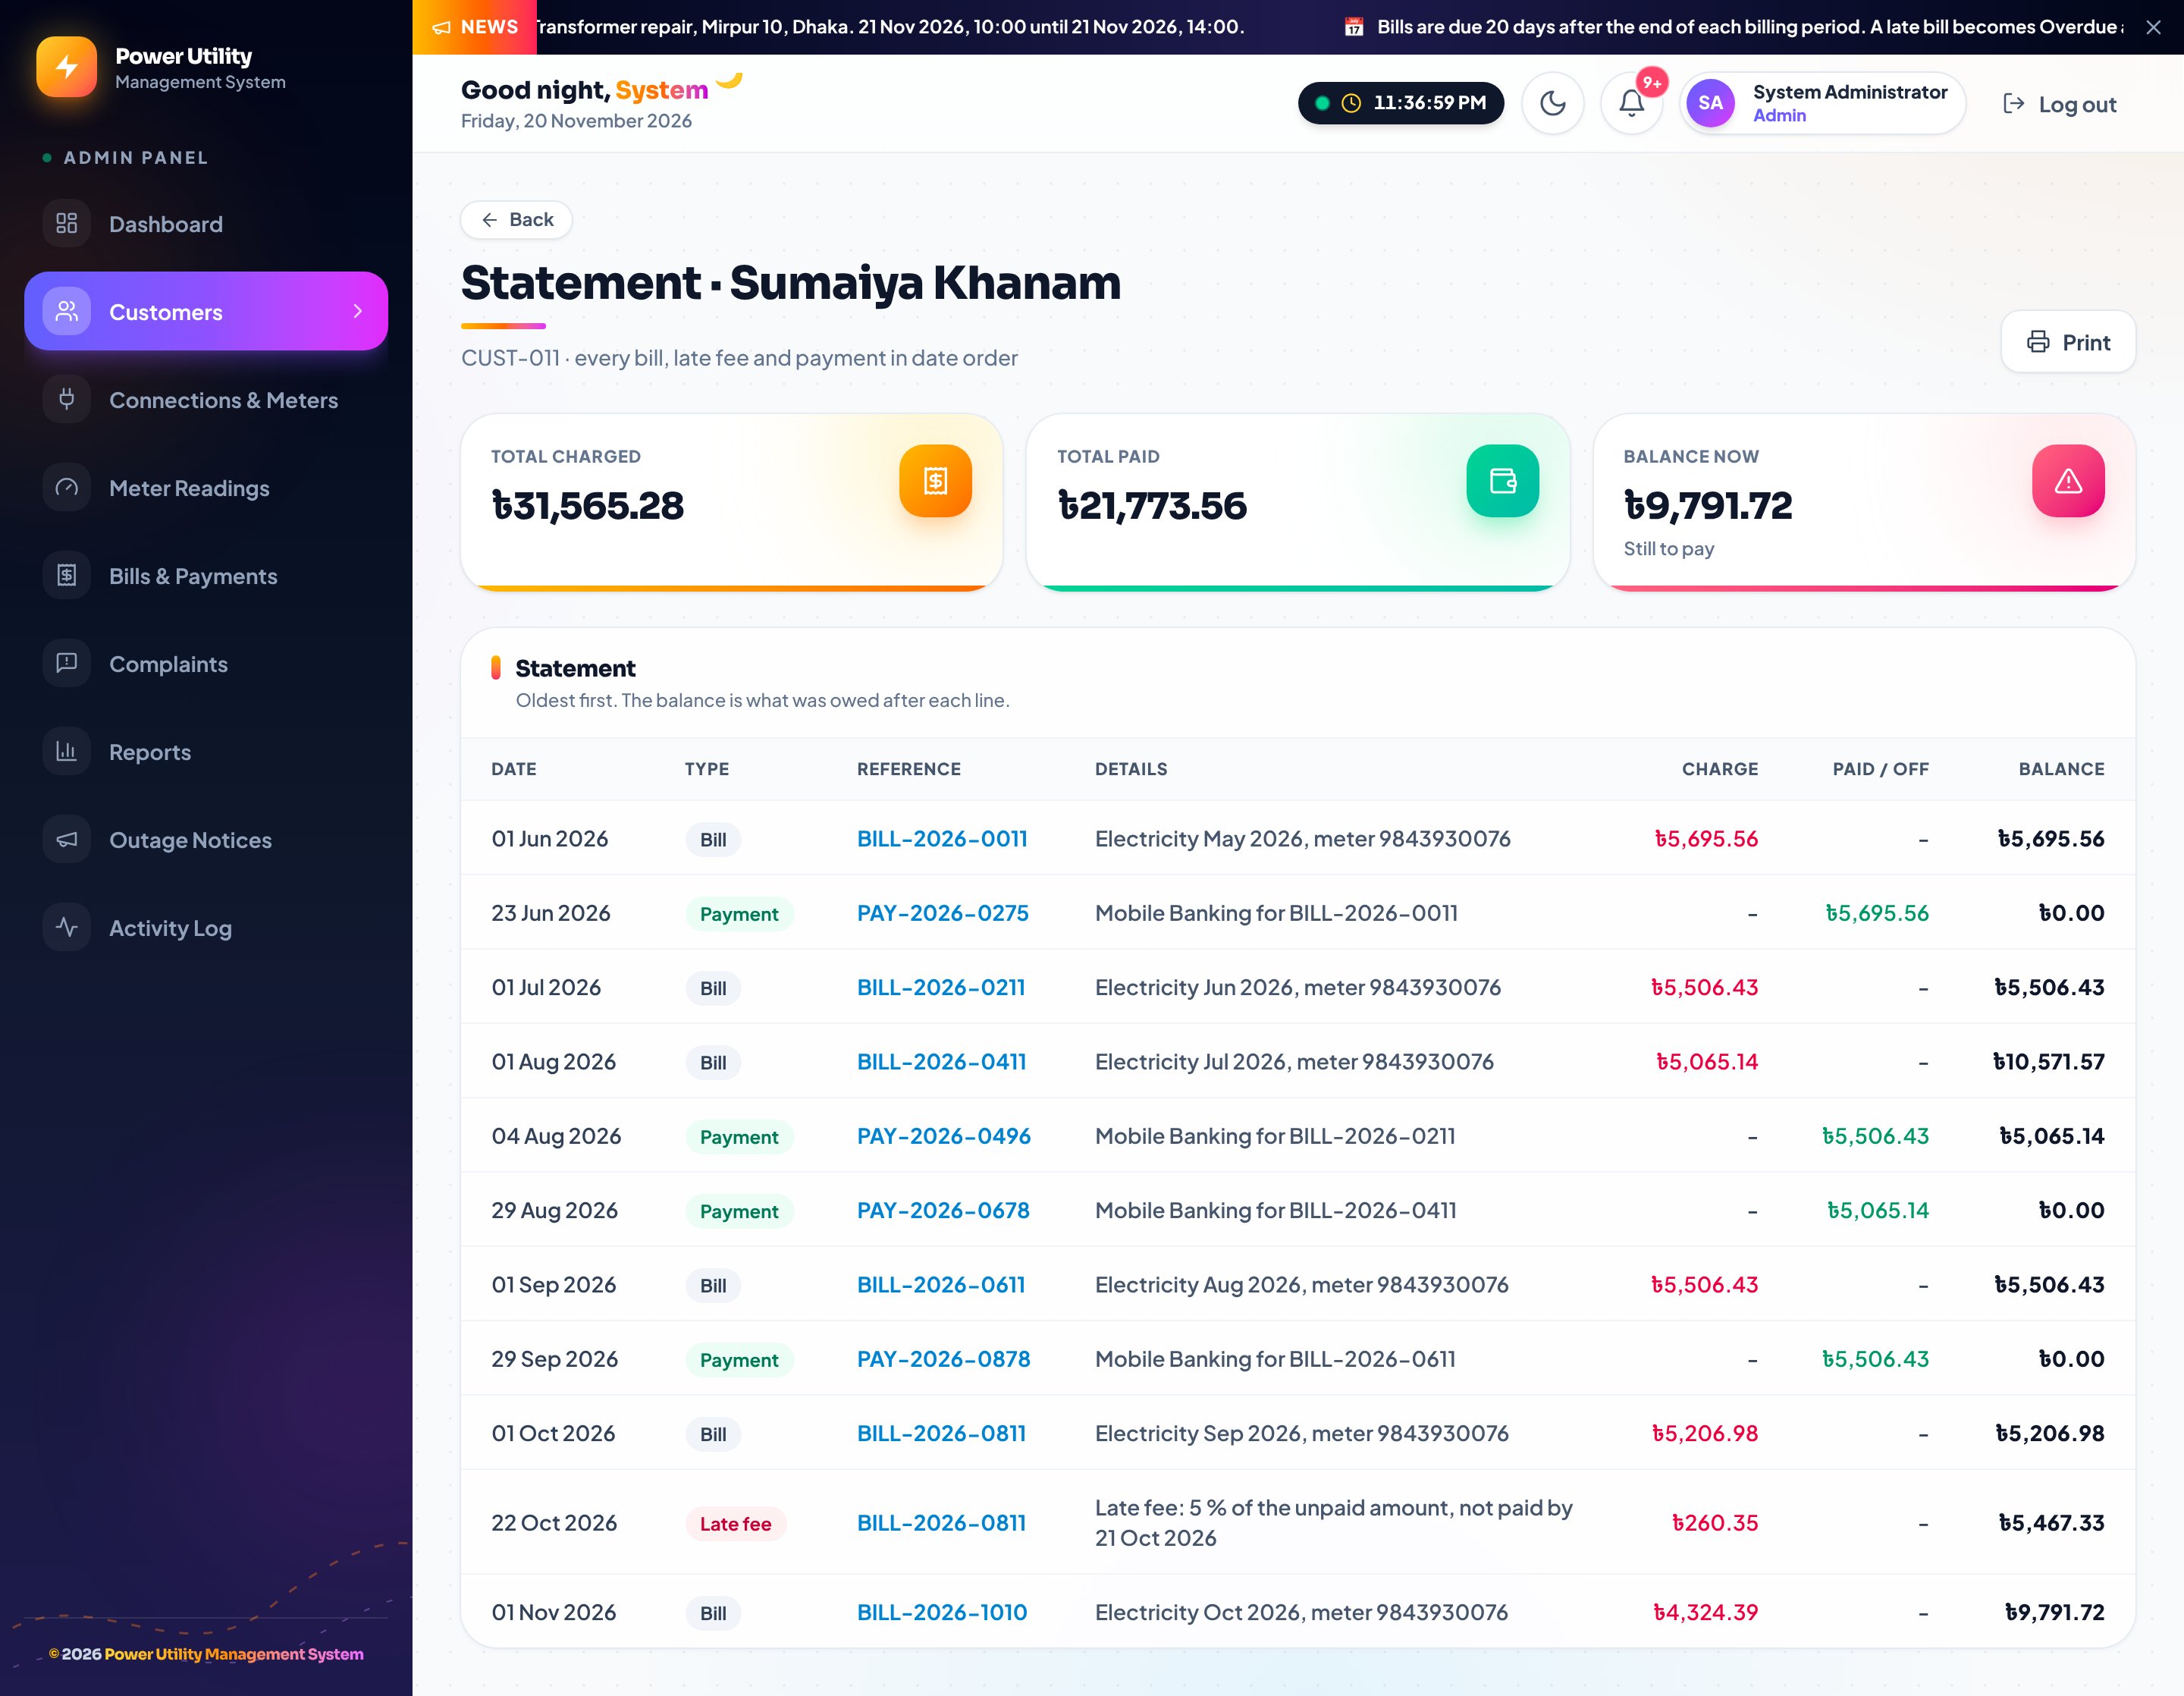 Power Utility
Management System
ADMIN PANEL
Dashboard
Customers
Connections & Meters
Meter Readings
Bills & Payments
Complaints
Reports
Outage Notices
Activity Log
© 2026 Power Utility Management System
NEWS
Transformer repair, Mirpur 10, Dhaka. 21 Nov 2026, 10:00 until 21 Nov 2026, 14:00.
Bills are due 20 days after the end of each billing period. A late bill becomes Overdue
Good night, System
Friday, 20 November 2026
11:36:59 PM
9+
SA
System Administrator
Admin
Log out
Back
Statement · Sumaiya Khanam
CUST-011 · every bill, late fee and payment in date order
Print
TOTAL CHARGED
৳31,565.28
TOTAL PAID
৳21,773.56
BALANCE NOW
৳9,791.72
Still to pay
Statement
Oldest first. The balance is what was owed after each line.
DATE TYPE REFERENCE DETAILS CHARGE PAID / OFF BALANCE
01 Jun 2026 Bill BILL-2026-0011 Electricity May 2026, meter 9843930076 ৳5,695.56 - ৳5,695.56
23 Jun 2026 Payment PAY-2026-0275 Mobile Banking for BILL-2026-0011 - ৳5,695.56 ৳0.00
01 Jul 2026 Bill BILL-2026-0211 Electricity Jun 2026, meter 9843930076 ৳5,506.43 - ৳5,506.43
01 Aug 2026 Bill BILL-2026-0411 Electricity Jul 2026, meter 9843930076 ৳5,065.14 - ৳10,571.57
04 Aug 2026 Payment PAY-2026-0496 Mobile Banking for BILL-2026-0211 - ৳5,506.43 ৳5,065.14
29 Aug 2026 Payment PAY-2026-0678 Mobile Banking for BILL-2026-0411 - ৳5,065.14 ৳0.00
01 Sep 2026 Bill BILL-2026-0611 Electricity Aug 2026, meter 9843930076 ৳5,506.43 - ৳5,506.43
29 Sep 2026 Payment PAY-2026-0878 Mobile Banking for BILL-2026-0611 - ৳5,506.43 ৳0.00
01 Oct 2026 Bill BILL-2026-0811 Electricity Sep 2026, meter 9843930076 ৳5,206.98 - ৳5,206.98
22 Oct 2026 Late fee BILL-2026-0811 Late fee: 5 % of the unpaid amount, not paid by ৳260.35 - ৳5,467.33
21 Oct 2026
01 Nov 2026 Bill BILL-2026-1010 Electricity Oct 2026, meter 9843930076 ৳4,324.39 - ৳9,791.72